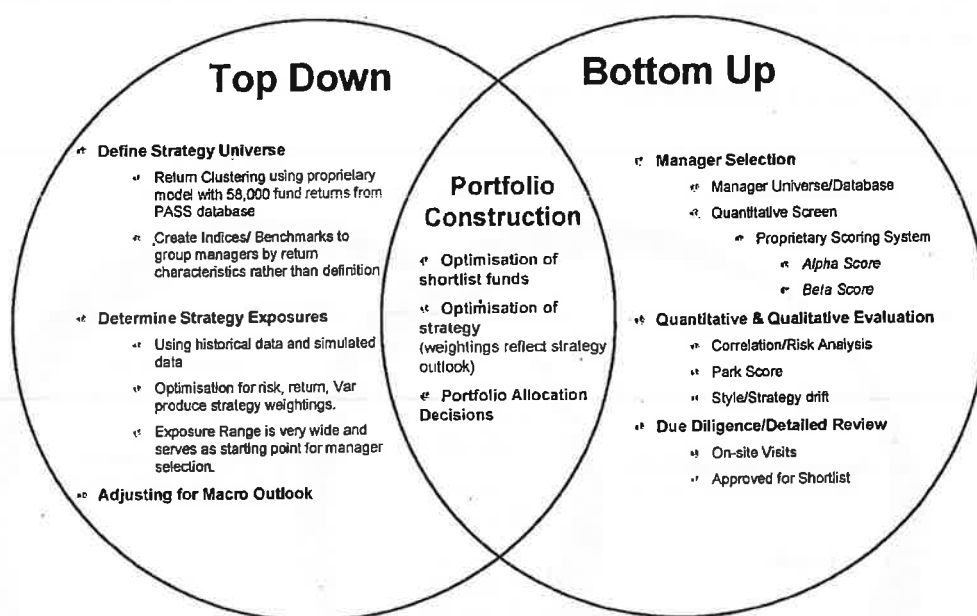 Top Down
Define Strategy Universe
Return Clustering using proprietary
model with 58,000 fund returns from
PASS database
Create Indices/ Benchmarks to
group managers by return
characteristics rather than definition
Determine Strategy Exposures
Using historical data and simulated
data
Optimisation for risk, return, Var
produce strategy weightings.
Exposure Range is very wide and
serves as starting point for manager
selection.
Adjusting for Macro Outlook
Portfolio
Construction
Optimisation of
shortlist funds
Optimisation of
strategy
(weightings reflect strategy
outlook)
Portfolio Allocation
Decisions
Bottom Up
Manager Selection
Manager Universe/Database
Quantitative Screen
Proprietary Scoring System
Alpha Score
Beta Score
Quantitative & Qualitative Evaluation
Correlation/Risk Analysis
Park Score
Style/Strategy drift
Due Diligence/Detailed Review
On-site Visits
Approved for Shortlist